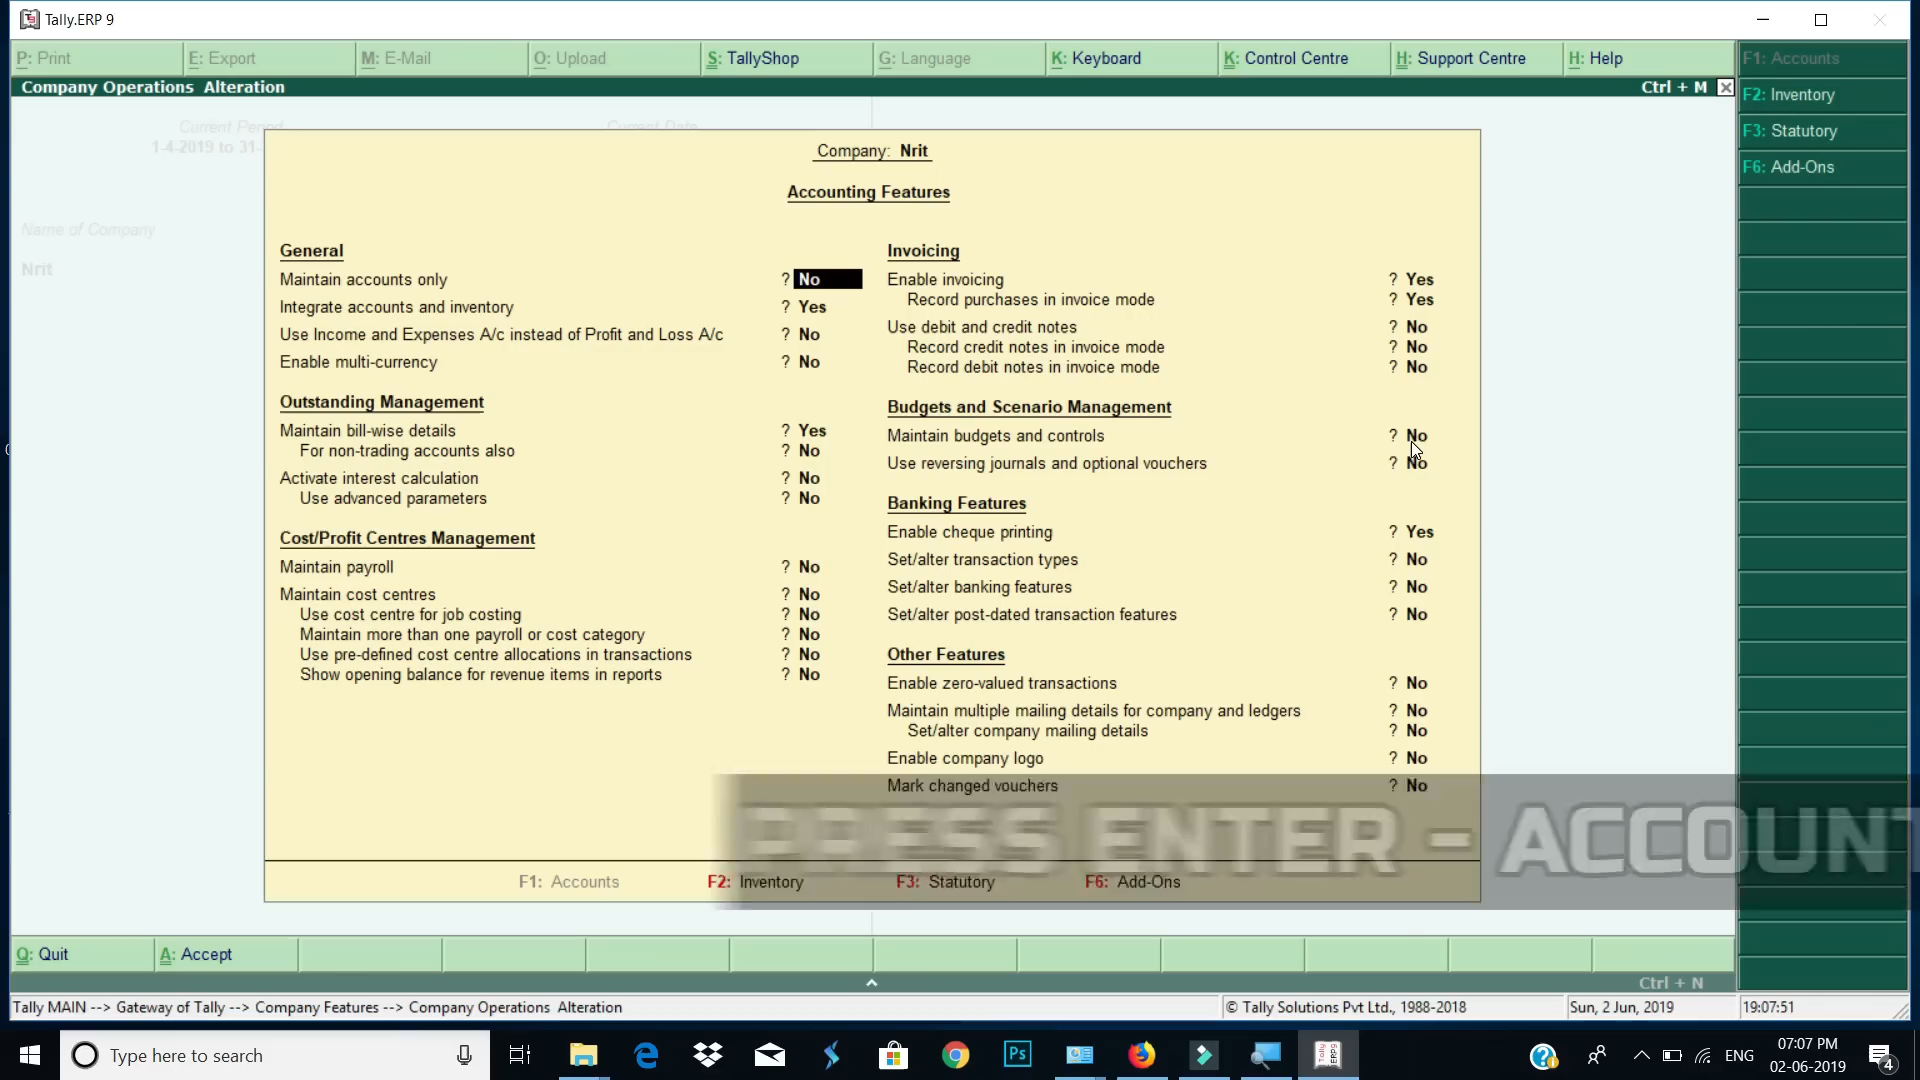 Tally.ERP 9
P: Print
E: Export
M: E-Mail
O: Upload
S: TallyShop
G: Language
K: Keyboard
K: Control Centre
H: Support Centre
H: Help
F1: Accounts
Company Operations Alteration
Ctrl + M
F2: Inventory
F3: Statutory
F6: Add-Ons
Current Period
Current Date
1-4-2019 to 31-
Name of Company
Nrit
Company: Nrit
Accounting Features
General
Maintain accounts only ? No
Integrate accounts and inventory ? Yes
Use Income and Expenses A/c instead of Profit and Loss A/c ? No
Enable multi-currency ? No
Outstanding Management
Maintain bill-wise details ? Yes
For non-trading accounts also ? No
Activate interest calculation ? No
Use advanced parameters ? No
Cost/Profit Centres Management
Maintain payroll ? No
Maintain cost centres ? No
Use cost centre for job costing ? No
Maintain more than one payroll or cost category ? No
Use pre-defined cost centre allocations in transactions ? No
Show opening balance for revenue items in reports ? No
Invoicing
Enable invoicing ? Yes
Record purchases in invoice mode ? Yes
Use debit and credit notes ? No
Record credit notes in invoice mode ? No
Record debit notes in invoice mode ? No
Budgets and Scenario Management
Maintain budgets and controls ? No
Use reversing journals and optional vouchers ? No
Banking Features
Enable cheque printing ? Yes
Set/alter transaction types ? No
Set/alter banking features ? No
Set/alter post-dated transaction features ? No
Other Features
Enable zero-valued transactions ? No
Maintain multiple mailing details for company and ledgers ? No
Set/alter company mailing details ? No
Enable company logo ? No
Mark changed vouchers ? No
PRESS ENTER – ACCOUNT
F1: Accounts
F2: Inventory
F3: Statutory
F6: Add-Ons
Q: Quit
A: Accept
Ctrl + N
Tally MAIN --> Gateway of Tally --> Company Features --> Company Operations Alteration
© Tally Solutions Pvt Ltd., 1988-2018
Sun, 2 Jun, 2019
19:07:51
Type here to search
Ps
ENG
07:07 PM
02-06-2019
4